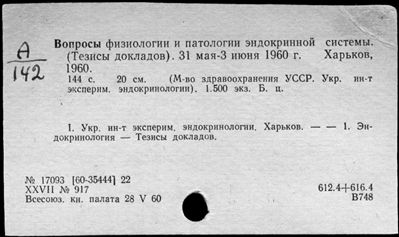 А
142
Вопросы физиологии и патологии эндокринной системы.
(Тезисы докладов). 31 мая-3 июня 1960 г. Харьков,
1960.
144 с. 20 см. (М-во здравоохранения УССР. Укр. ин-т
эксперим. эндокринологии). 1.500 экз. Б. ц.
1. Укр. ин-т эксперим. эндокринологии, Харьков. — — 1. Эн-
докринология — Тезисы докладов.
№ 17093 [60-35444] 22
XXVII № 917
Всесоюз. кн. палата 28 V 60
612.4+616.4
В748